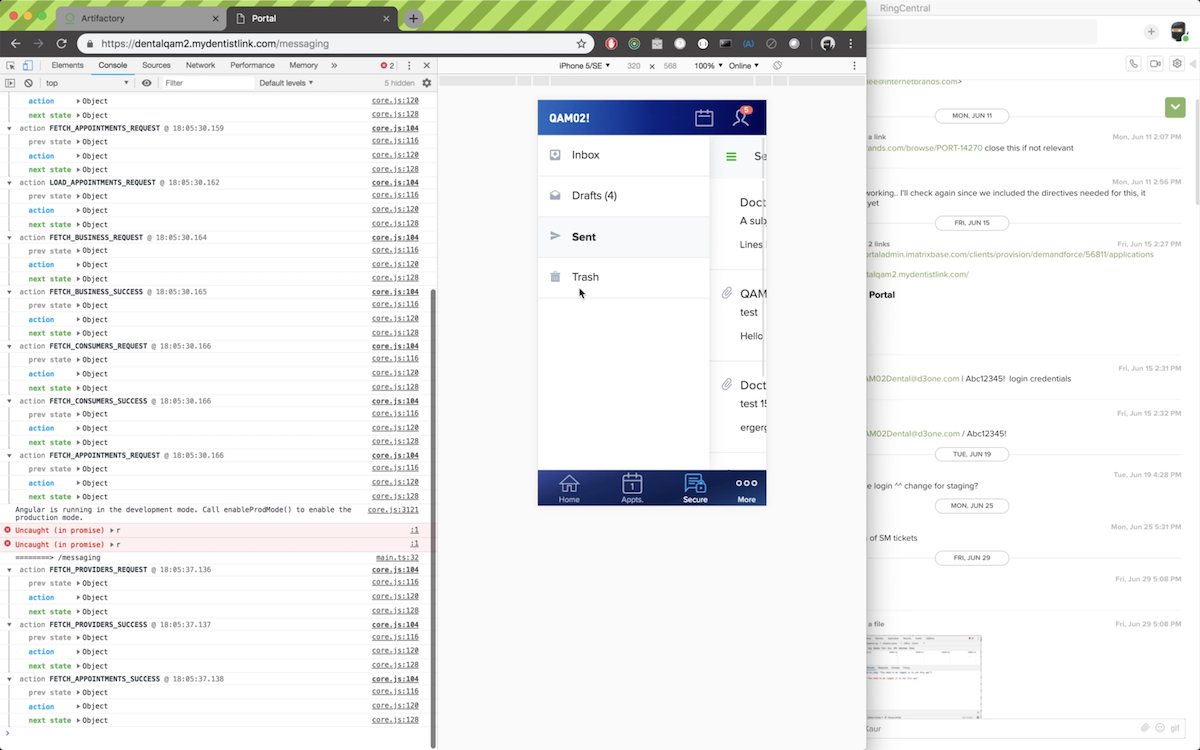 RingCentral
Artifactory
Portal
https://dentalqam2.mydentistlink.com/messaging
Elements
Console
Sources
Network
Performance
Memory
»
2
top
Filter
Default levels
5 hidden
action Object core.js:120
next state Object core.js:128
action FETCH_APPOINTMENTS_REQUEST @ 18:05:30.159 core.js:104
prev state Object core.js:116
action Object core.js:120
next state Object core.js:128
action LOAD_APPOINTMENTS_REQUEST @ 18:05:30.162 core.js:104
prev state Object core.js:116
action Object core.js:120
next state Object core.js:128
action FETCH_BUSINESS_REQUEST @ 18:05:30.164 core.js:104
prev state Object core.js:116
action Object core.js:120
next state Object core.js:128
action FETCH_BUSINESS_SUCCESS @ 18:05:30.165 core.js:104
prev state Object core.js:116
action Object core.js:120
next state Object core.js:128
action FETCH_CONSUMERS_REQUEST @ 18:05:30.166 core.js:104
prev state Object core.js:116
action Object core.js:120
next state Object core.js:128
action FETCH_CONSUMERS_SUCCESS @ 18:05:30.166 core.js:104
prev state Object core.js:116
action Object core.js:120
next state Object core.js:128
action FETCH_APPOINTMENTS_REQUEST @ 18:05:30.166 core.js:104
prev state Object core.js:116
action Object core.js:120
next state Object core.js:128
Angular is running in the development mode. Call enableProdMode() to enable the core.js:3121
production mode.
Uncaught (in promise) r :1
Uncaught (in promise) r :1
========> /messaging main.ts:32
action FETCH_PROVIDERS_REQUEST @ 18:05:37.136 core.js:104
prev state Object core.js:116
action Object core.js:120
next state Object core.js:128
action FETCH_PROVIDERS_SUCCESS @ 18:05:37.137 core.js:104
prev state Object core.js:116
action Object core.js:120
next state Object core.js:128
action FETCH_APPOINTMENTS_SUCCESS @ 18:05:37.138 core.js:104
prev state Object core.js:116
action Object core.js:120
next state Object core.js:128
iPhone 5/SE
320 × 568
100%
Online
QAM02!
5
Inbox
Drafts (4)
Sent
Trash
Se
Doct
A sub
Lines
QAM
test
Hello
Doct
test 15
ergerg
Home
1
Appts.
Secure
More
ee@internetbrands.com>
MON, JUN 11
a link
Mon, Jun 11 2:07 PM
ands.com/browse/PORT-14270 close this if not relevant
Mon, Jun 11 2:56 PM
working.. I'll check again since we included the directives needed for this, it
yet
FRI, JUN 15
2 links
Fri, Jun 15 2:27 PM
ortaladmin.imatrixbase.com/clients/provision/demandforce/56811/applications
talqam2.mydentistlink.com/
Portal
Fri, Jun 15 2:31 PM
AM02Dental@d3one.com | Abc12345! login credentials
Fri, Jun 15 2:32 PM
AM02Dental@d3one.com / Abc12345!
TUE, JUN 19
Tue, Jun 19 4:28 PM
e login ^^ change for staging?
MON, JUN 25
Mon, Jun 25 5:31 PM
of SM tickets
FRI, JUN 29
Fri, Jun 29 5:08 PM
a file
Fri, Jun 29 5:08 PM
Kaur
gif